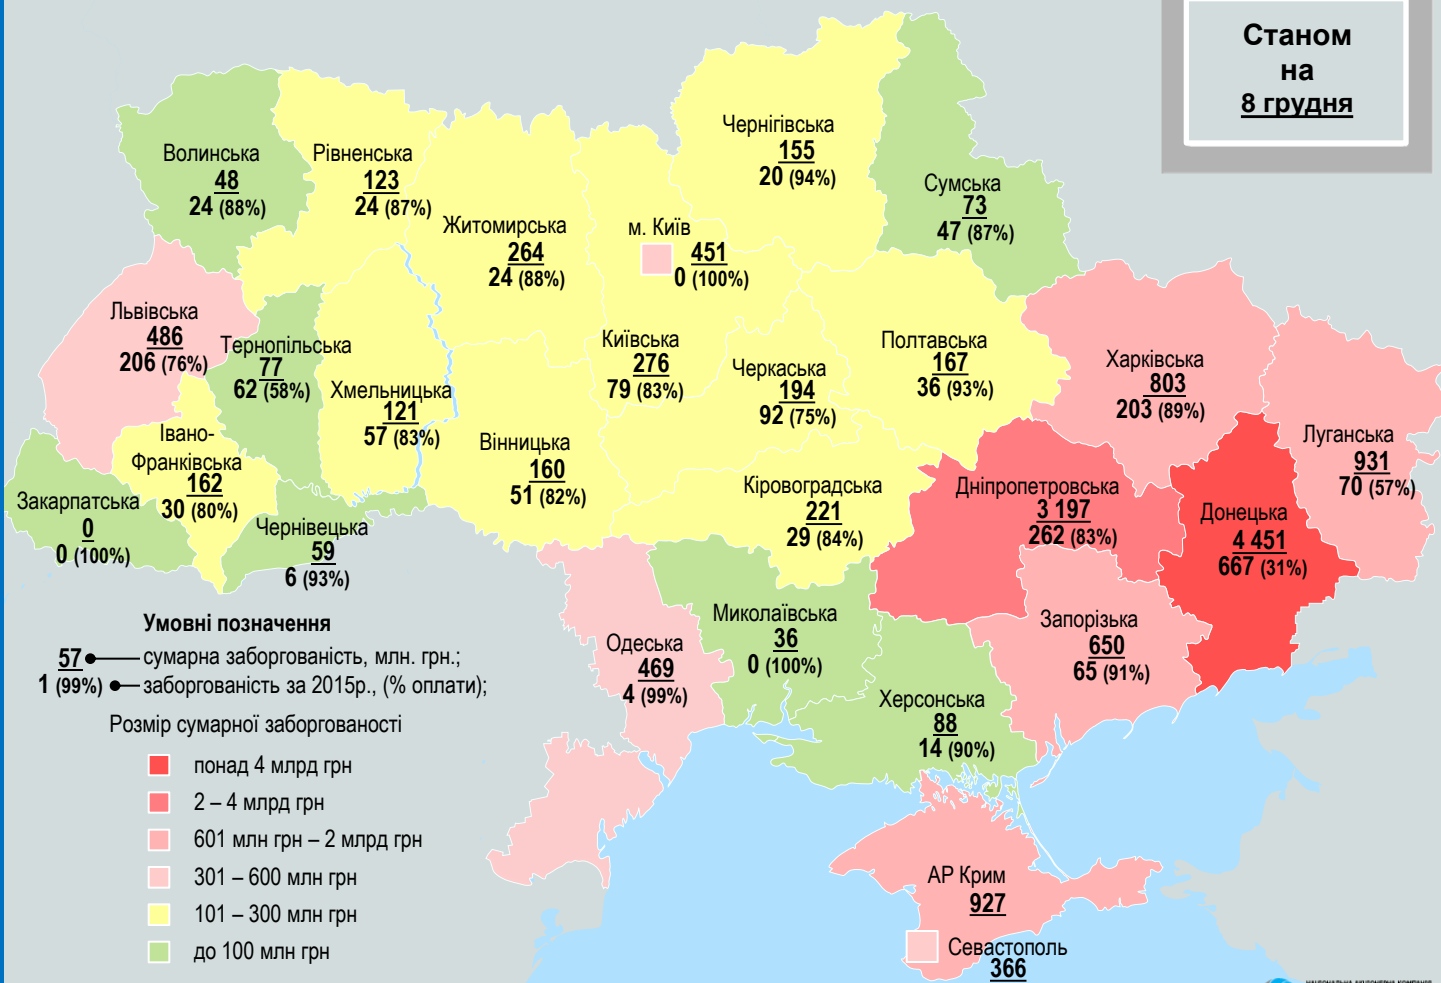 Станом
на
8 грудня
Чернігівська
155
20 (94%)
Волинська
48
24 (88%)
Рівненська
123
24 (87%)
Сумська
73
47 (87%)
Житомирська
264
24 (88%)
м. Київ
451
0 (100%)
Львівська
486
206 (76%)
Тернопільська
77
62 (58%)
Хмельницька
121
57 (83%)
Київська
276
79 (83%)
Черкаська
194
92 (75%)
Полтавська
167
36 (93%)
Харківська
803
203 (89%)
Луганська
931
70 (57%)
Івано-
Франківська
162
30 (80%)
Вінницька
160
51 (82%)
Кіровоградська
221
29 (84%)
Дніпропетровська
3 197
262 (83%)
Донецька
4 451
667 (31%)
Закарпатська
0
0 (100%)
Чернівецька
59
6 (93%)
Миколаївська
36
0 (100%)
Одеська
469
4 (99%)
Запорізька
650
65 (91%)
Херсонська
88
14 (90%)
АР Крим
927
Севастополь
366
Умовні позначення
57 сумарна заборгованість, млн. грн.;
1 (99%) заборгованість за 2015р., (% оплати);
Розмір сумарної заборгованості
понад 4 млрд грн
2 – 4 млрд грн
601 млн грн – 2 млрд грн
301 – 600 млн грн
101 – 300 млн грн
до 100 млн грн